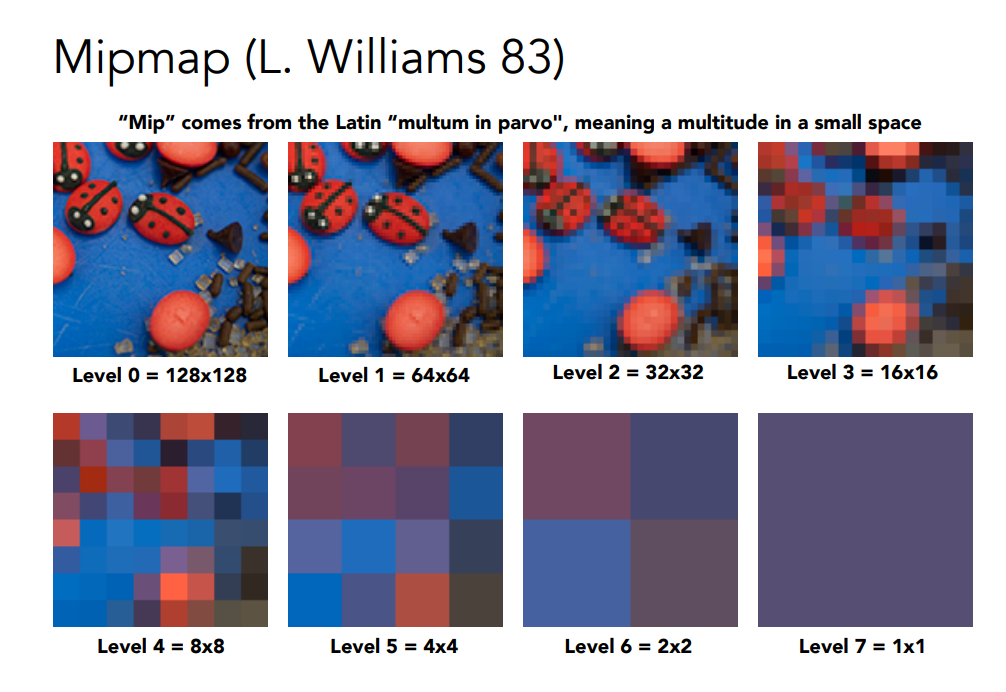 Mipmap (L. Williams 83)
“Mip” comes from the Latin “multum in parvo", meaning a multitude in a small space
Level 0 = 128x128
Level 1 = 64x64
Level 2 = 32x32
Level 3 = 16x16
Level 4 = 8x8
Level 5 = 4x4
Level 6 = 2x2
Level 7 = 1x1